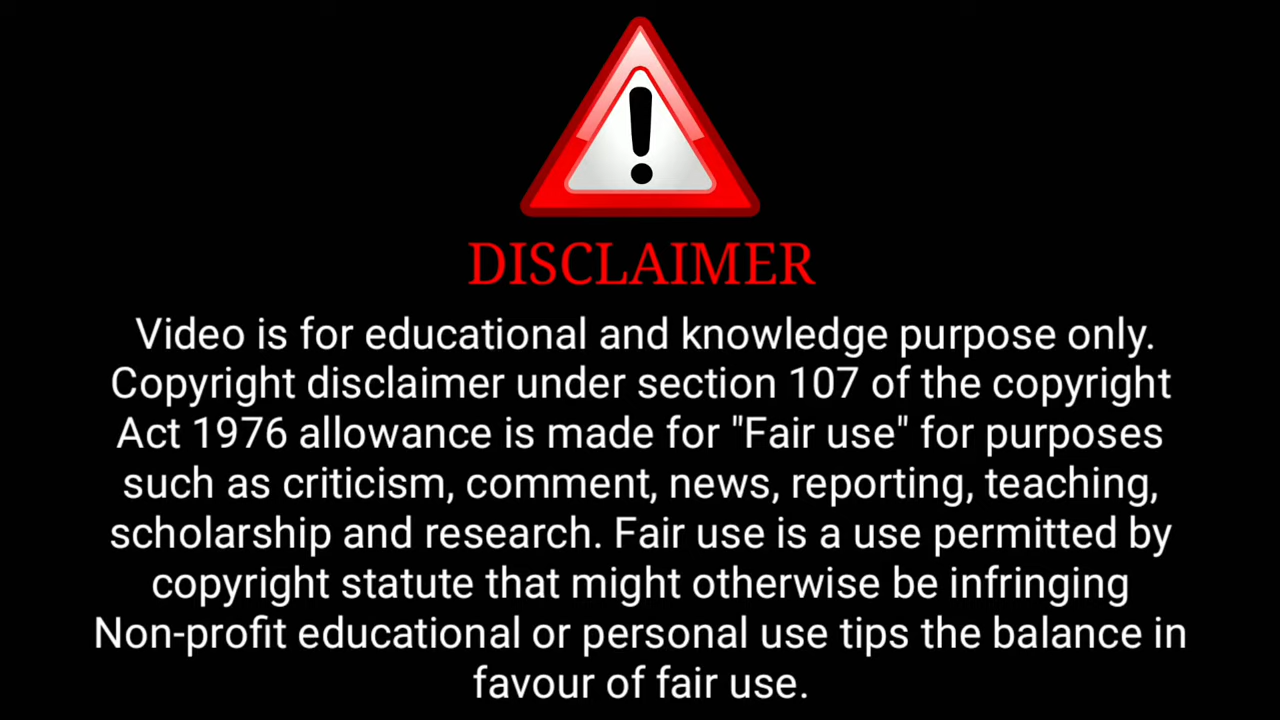 DISCLAIMER
Video is for educational and knowledge purpose only.
Copyright disclaimer under section 107 of the copyright
Act 1976 allowance is made for "Fair use" for purposes
such as criticism, comment, news, reporting, teaching,
scholarship and research. Fair use is a use permitted by
copyright statute that might otherwise be infringing
Non-profit educational or personal use tips the balance in
favour of fair use.